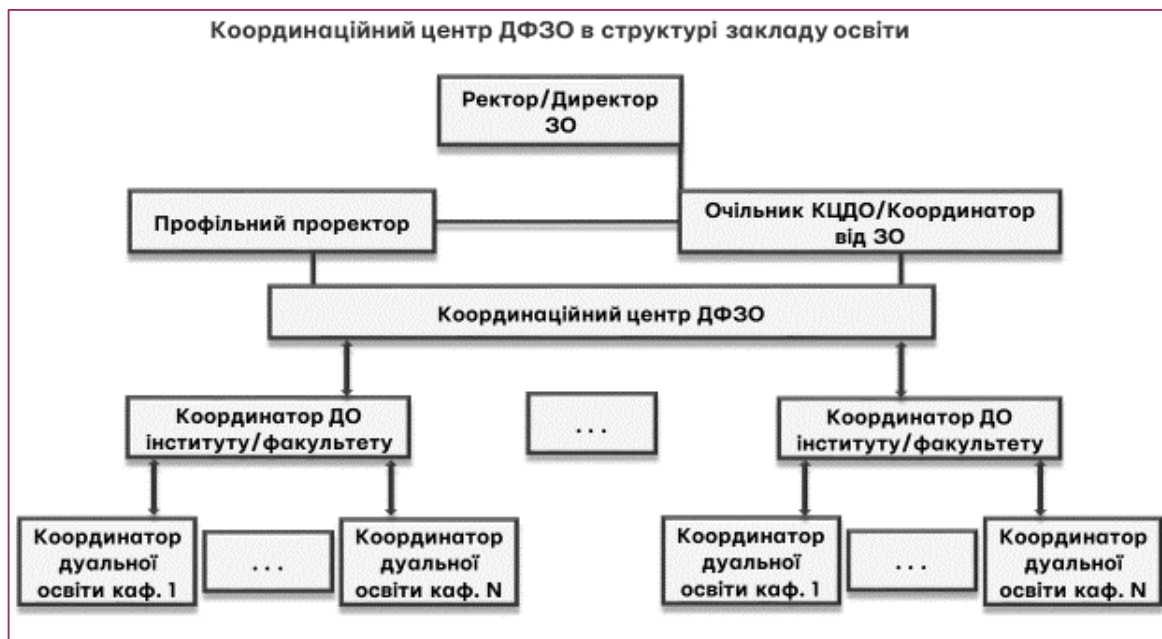 Координаційний центр ДФЗО в структурі закладу освіти
Ректор/Директор
ЗО
Профільний проректор
Очільник КЦДО/Координатор
від ЗО
Координаційний центр ДФЗО
Координатор ДО
інституту/факультету
...
Координатор ДО
інституту/факультету
Координатор
дуальної
освіти каф. 1
...
Координатор
дуальної
освіти каф. N
Координатор
дуальної
освіти каф. 1
...
Координатор
дуальної
освіти каф. N